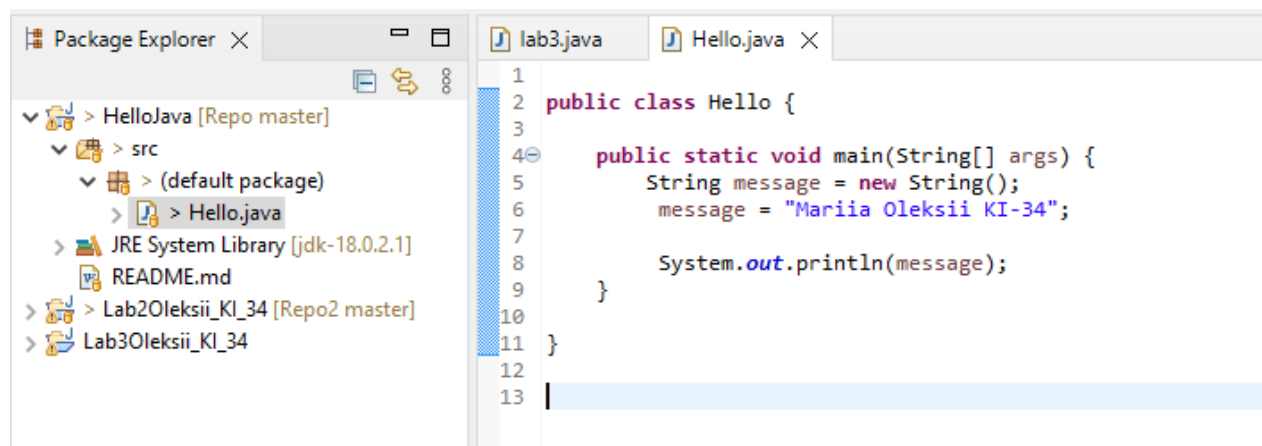 Package Explorer
> HelloJava [Repo master]
> src
> (default package)
> Hello.java
JRE System Library [jdk-18.0.2.1]
README.md
> Lab2Oleksii_KI_34 [Repo2 master]
Lab3Oleksii_KI_34
lab3.java Hello.java
1
2 public class Hello {
3
4 public static void main(String[] args) {
5 String message = new String();
6 message = "Mariia Oleksii KI-34";
7
8 System.out.println(message);
9 }
10
11 }
12
13